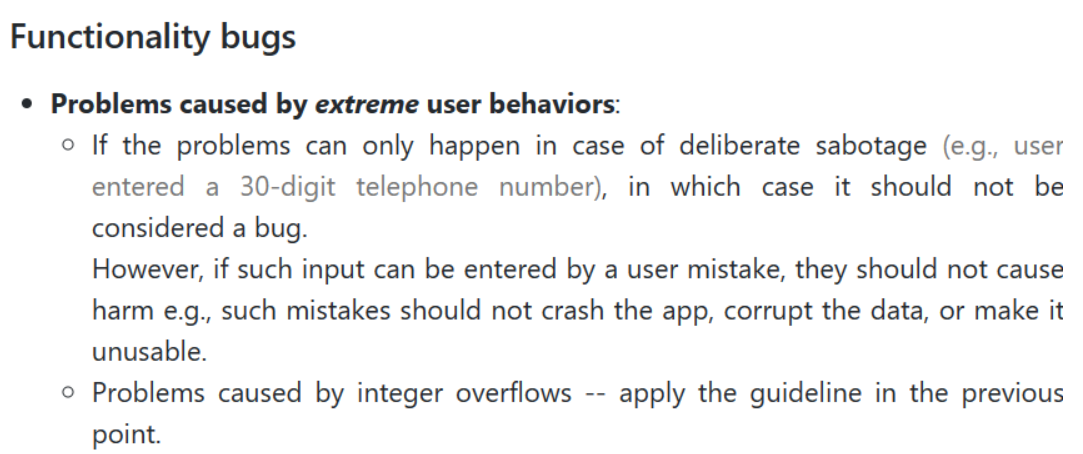 Functionality bugs
• Problems caused by extreme user behaviors:
○ If the problems can only happen in case of deliberate sabotage (e.g., user
entered a 30-digit telephone number), in which case it should not be
considered a bug.
However, if such input can be entered by a user mistake, they should not cause
harm e.g., such mistakes should not crash the app, corrupt the data, or make it
unusable.
○ Problems caused by integer overflows -- apply the guideline in the previous
point.